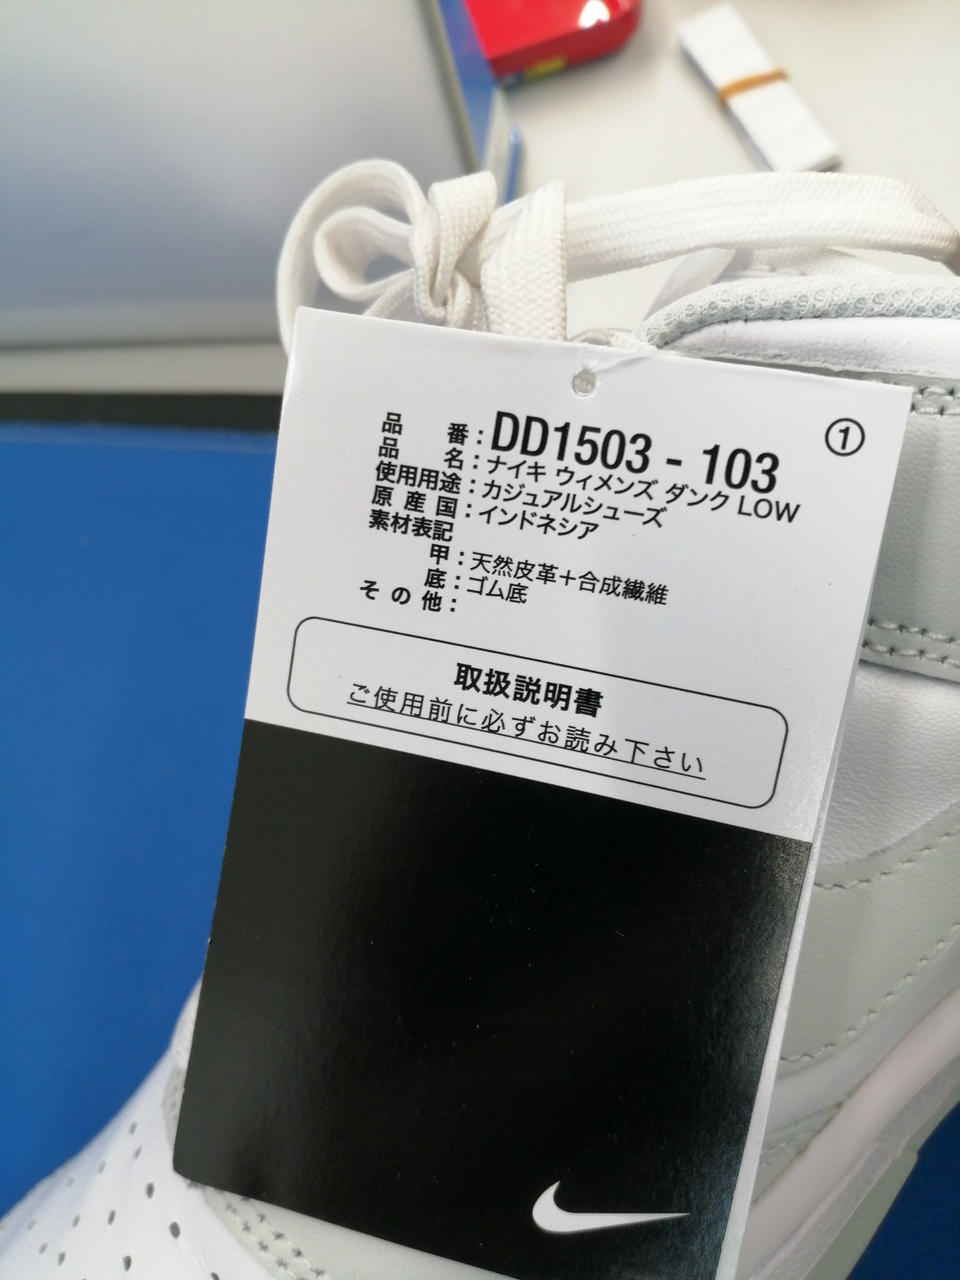 ①
品 番:DD1503 - 103
品 名:ナイキ ウィメンズ ダンク LOW
使用用途:カジュアルシューズ
原産国:インドネシア
素材表記
甲:天然皮革+合成繊維
底:ゴム底
その他:
取扱説明書
ご使用前に必ずお読み下さい